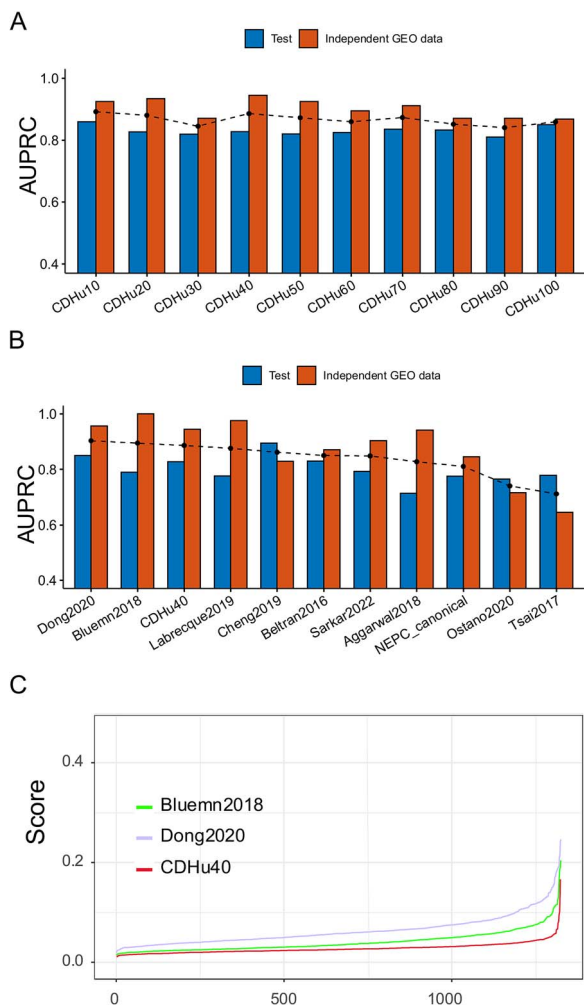 A
Test Independent GEO data
AUPRC
1.0
0.8
0.6
0.4
CDHu10 CDHu20 CDHu30 CDHu40 CDHu50 CDHu60 CDHu70 CDHu80 CDHu90 CDHu100
B
Test Independent GEO data
AUPRC
1.0
0.8
0.6
0.4
Dong2020 Bluemn2018 CDHu40 Labrecque2019 Cheng2019 Beltran2016 Sarkar2022 Aggarwal2018 NEPC_canonical Ostano2020 Tsai2017
C
Score
0.4
0.2
0.0
Bluemn2018
Dong2020
CDHu40
0 500 1000